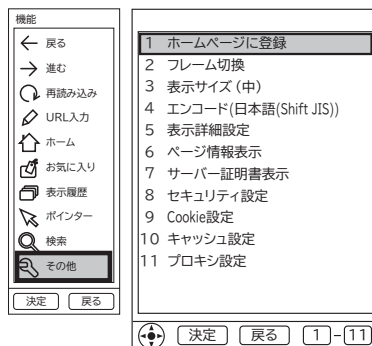 機能
戻る
進む
再読み込み
URL入力
ホーム
お気に入り
表示履歴
ポインター
検索
その他
決定 戻る
1 ホームページに登録
2 フレーム切換
3 表示サイズ(中)
4 エンコード(日本語(Shift JIS))
5 表示詳細設定
6 ページ情報表示
7 サーバー証明書表示
8 セキュリティ設定
9 Cookie設定
10 キャッシュ設定
11 プロキシ設定
決定 戻る 1-11